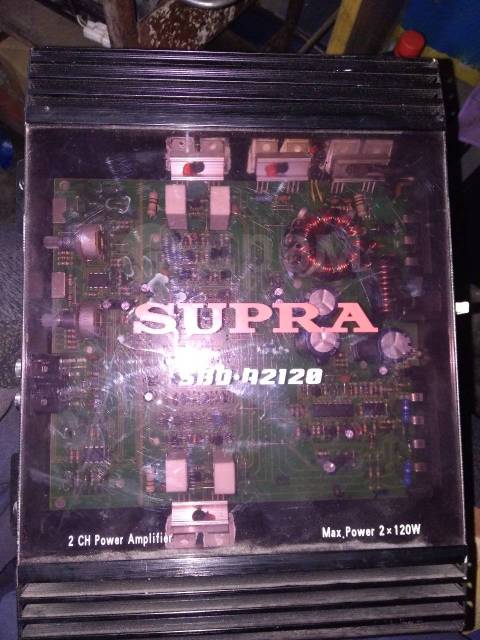 SUPRA
SBD-A2120
2 CH Power Amplifier
Max,Power 2×120W